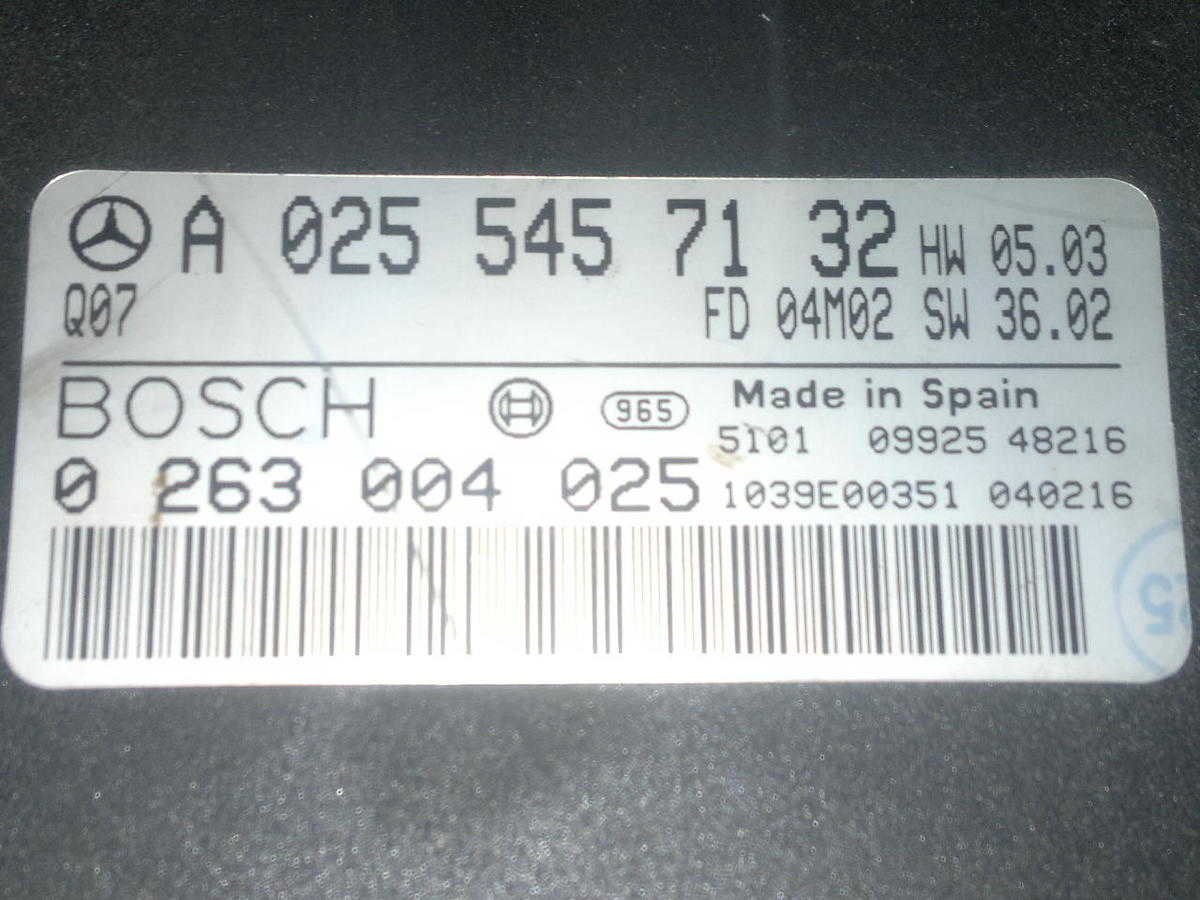 A 025 545 71 32 HW 05.03
Q07 FD 04M02 SW 36.02
BOSCH 965 Made in Spain
5101 09925 48216
0 263 004 025 1039E00351 040216
25